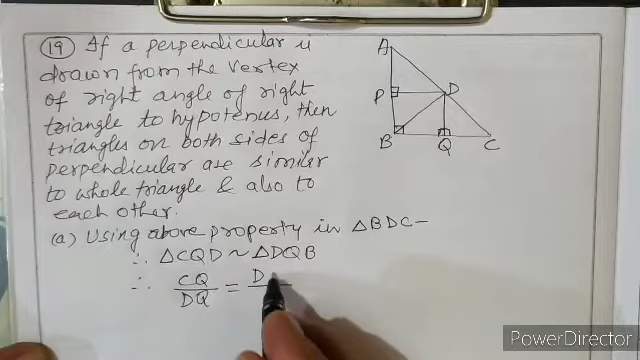 19 If a perpendicular is
drawn from the vertex
of right angle of right
triangle to hypotenus, then
triangles on both sides of
perpendicular are similar
to whole triangle & also to
each other.
(a) Using above property in △BDC—
∴ △CQD ~ △DQB
∴ CQ/DQ = D
A
P
D
B
Q
C
PowerDirector